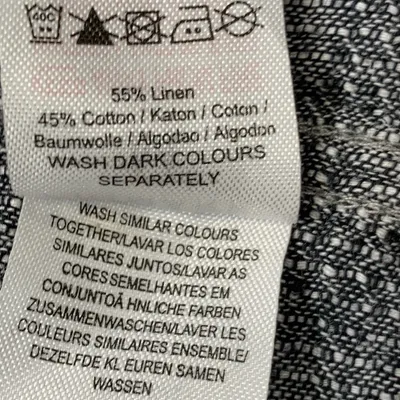 40C
55% Linen
45% Cotton / Katon / Coton /
Baumwolle / Algodao / Algodon
WASH DARK COLOURS
SEPARATELY
WASH SIMILAR COLOURS
TOGETHER/LAVAR LOS COLORES
SIMILARES JUNTOS/LAVAR AS
CORES SEMELHANTES EM
CONJUNTOÂ HNLICHE FARBEN
ZUSAMMENWASCHEN/LAVER LES
COULEURS SIMILAIRES ENSEMBLE/
DEZELFDE KL EUREN SAMEN
WASSEN